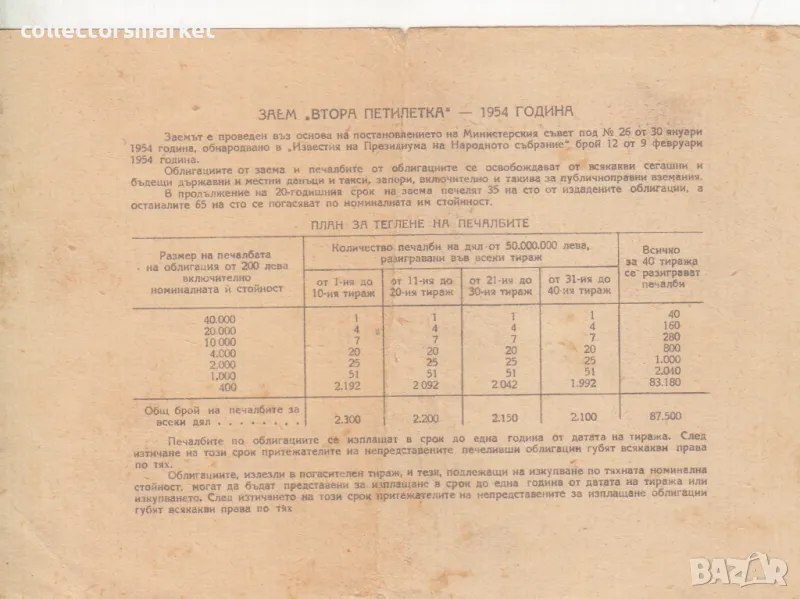 collectorsmarket
ЗАЕМ „ВТОРА ПЕТИЛЕТКА“ — 1954 ГОДИНА
Заемът е проведен въз основа на постановлението на Министерския съвет под № 26 от 30 януари
1954 година, обнародвано в „Известия на Президиума на Народното събрание“ брой 12 от 9 февруари
1954 година.
Облигациите от заема и печалбите от облигациите се освобождават от всякакви сегашни и
бъдещи държавни и местни данъци и такси, запори, включително и такива за публичноправни вземания.
В продължение на 20-годишния срок на заема печелят 35 на сто от издадените облигации, а
останалите 65 на сто се погасяват по номиналната им стойност.
ПЛАН ЗА ТЕГЛЕНЕ НА ПЕЧАЛБИТЕ
Размер на печалбата
на облигация от 200 лева
включително
номиналната ѝ стойност
Количество печалби на дял от 50.000.000 лева,
разигравани във всеки тираж
Всичко
за 40 тиража
се разиграват
печалби
от 1-ия до
10-ия тираж
от 11-ия до
20-ия тираж
от 21-ия до
30-ия тираж
от 31-ия до
40-ия тираж
40.000 1 1 1 1 40
20.000 4 4 4 4 160
10 000 7 7 7 7 280
4.000 20 20 20 20 800
2.000 25 25 25 25 1.000
1.000 51 51 51 51 2.040
400 2.192 2 092 2.042 1.992 83.180
Общ брой на печалбите за
всеки дял . . . . . . . . 2.300 2.200 2.150 2.100 87.500
Печалбите по облигациите се изплащат в срок до една година от датата на тиража. След
изтичане на този срок притежателите на непредставените печеливши облигации губят всякакви права
по тях.
Облигациите, излезли в погасителен тираж, и тези, подлежащи на изкупване по тяхната номинална
стойност, могат да бъдат представени за изплащане в срок до една година от датата на тиража или
изкупването. След изтичането на този срок притежателите на непредставените за изплащане облигации
губят всякакви права по тях
BAZAR